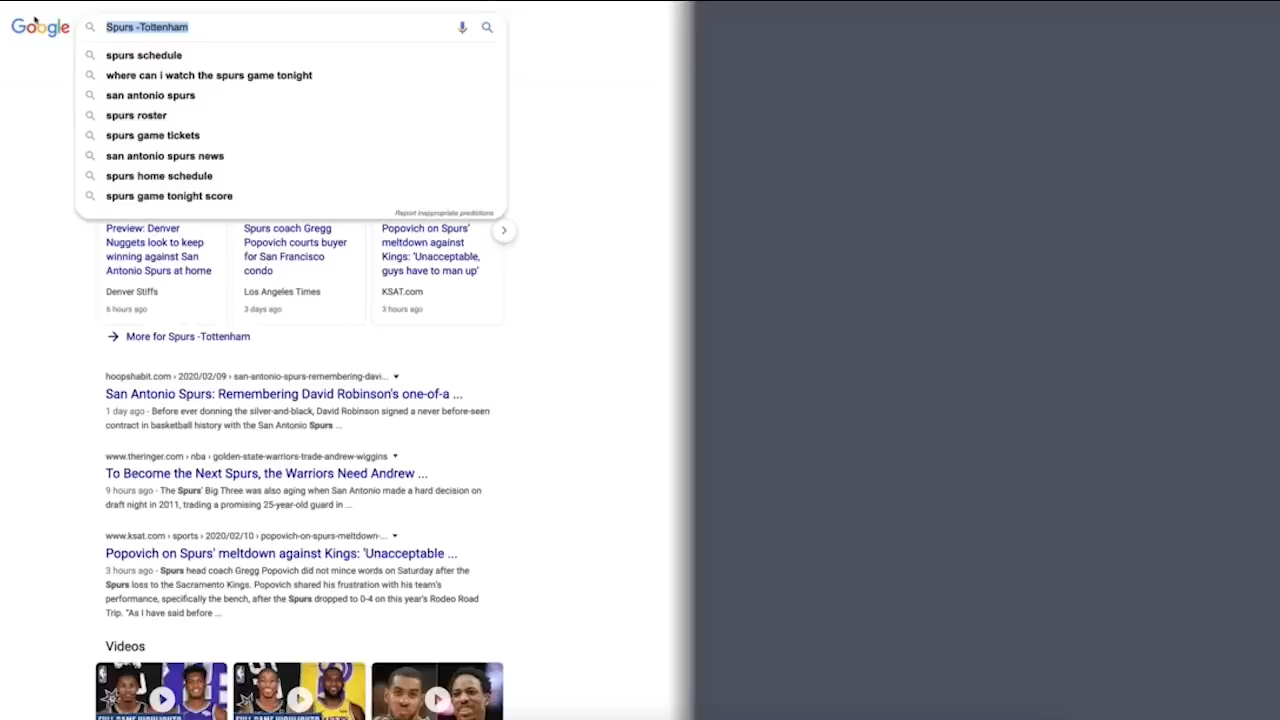 Google
Spurs -Tottenham
spurs schedule
where can i watch the spurs game tonight
san antonio spurs
spurs roster
spurs game tickets
san antonio spurs news
spurs home schedule
spurs game tonight score
Report inappropriate predictions
Preview: Denver
Nuggets look to keep
winning against San
Antonio Spurs at home
Denver Stiffs
6 hours ago
Spurs coach Gregg
Popovich courts buyer
for San Francisco
condo
Los Angeles Times
3 days ago
Popovich on Spurs'
meltdown against
Kings: 'Unacceptable,
guys have to man up'
KSAT.com
3 hours ago
More for Spurs -Tottenham
hoopshabit.com › 2020/02/09 › san-antonio-spurs-remembering-davi...
San Antonio Spurs: Remembering David Robinson's one-of-a ...
1 day ago - Before ever donning the silver-and-black, David Robinson signed a never before-seen
contract in basketball history with the San Antonio Spurs ...
www.theringer.com › nba › golden-state-warriors-trade-andrew-wiggins
To Become the Next Spurs, the Warriors Need Andrew ...
9 hours ago - The Spurs' Big Three was also aging when San Antonio made a hard decision on
draft night in 2011, trading a promising 25-year-old guard in ...
www.ksat.com › sports › 2020/02/10 › popovich-on-spurs-meltdown-...
Popovich on Spurs' meltdown against Kings: 'Unacceptable ...
3 hours ago - Spurs head coach Gregg Popovich did not mince words on Saturday after the
Spurs loss to the Sacramento Kings. Popovich shared his frustration with his team's
performance, specifically the bench, after the Spurs dropped to 0-4 on this year's Rodeo Road
Trip. "As I have said before ...
Videos
FULL GAME HIGHLIGHTS
FULL GAME HIGHLIGHTS